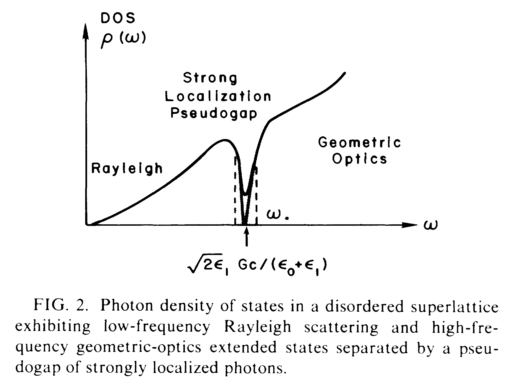 DOS
ρ(ω)
Strong
Localization
Pseudogap
Geometric
Optics
Rayleigh
ω.
ω
√2ϵ₁ Gc/(ϵ₀+ϵ₁)
FIG. 2. Photon density of states in a disordered superlattice
exhibiting low-frequency Rayleigh scattering and high-fre-
quency geometric-optics extended states separated by a pseu-
dogap of strongly localized photons.